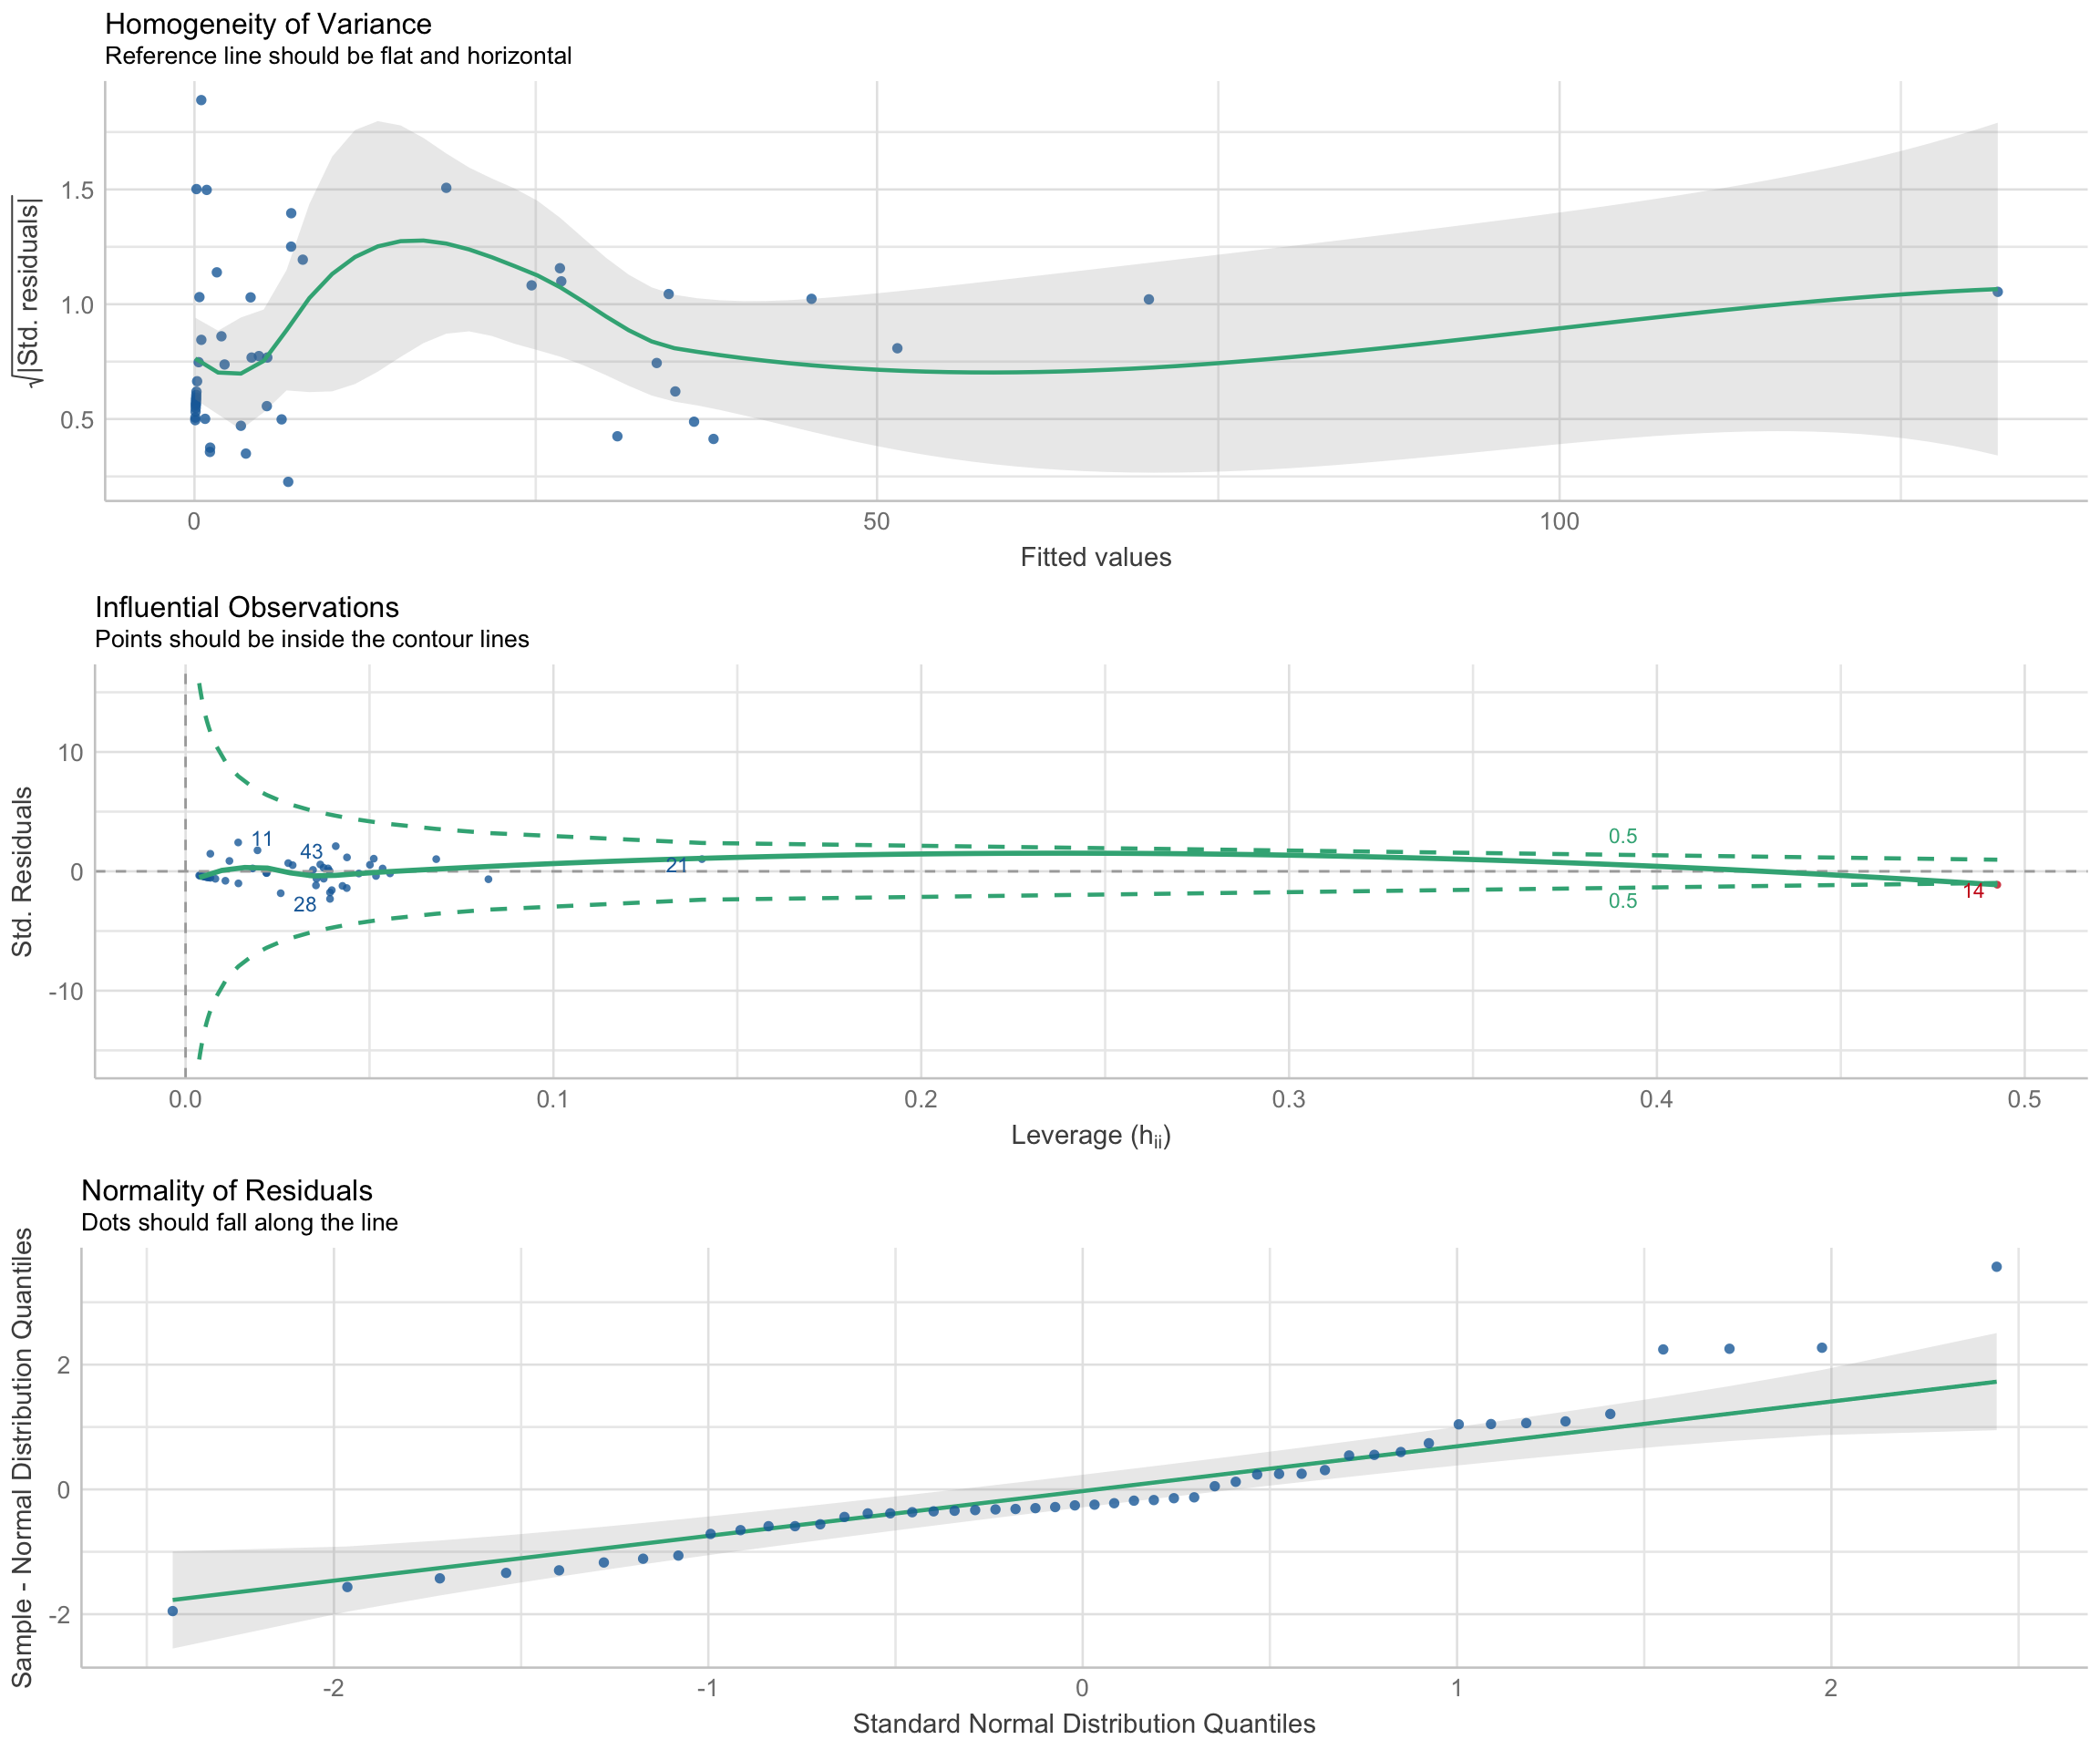 Homogeneity of Variance
Reference line should be flat and horizontal
√|Std. residuals|
1.5
1.0
0.5
0
50
100
Fitted values
Influential Observations
Points should be inside the contour lines
Std. Residuals
10
0
-10
11
43
28
21
0.5
0.5
14
0.0
0.1
0.2
0.3
0.4
0.5
Leverage (hᵢᵢ)
Normality of Residuals
Dots should fall along the line
Sample - Normal Distribution Quantiles
2
0
-2
-2
-1
0
1
2
Standard Normal Distribution Quantiles